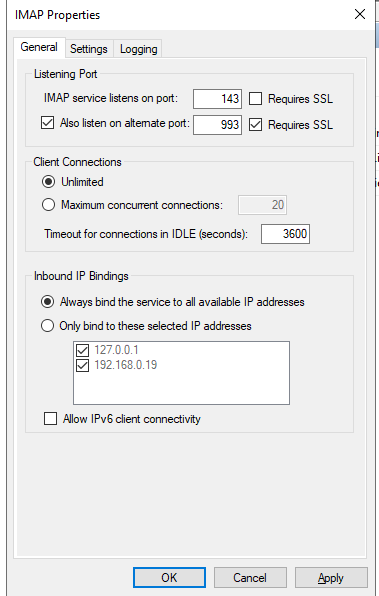 IMAP Properties
General Settings Logging
Listening Port
IMAP service listens on port: 143 Requires SSL
Also listen on alternate port: 993 Requires SSL
Client Connections
Unlimited
Maximum concurrent connections: 20
Timeout for connections in IDLE (seconds): 3600
Inbound IP Bindings
Always bind the service to all available IP addresses
Only bind to these selected IP addresses
127.0.0.1
192.168.0.19
Allow IPv6 client connectivity
OK Cancel Apply